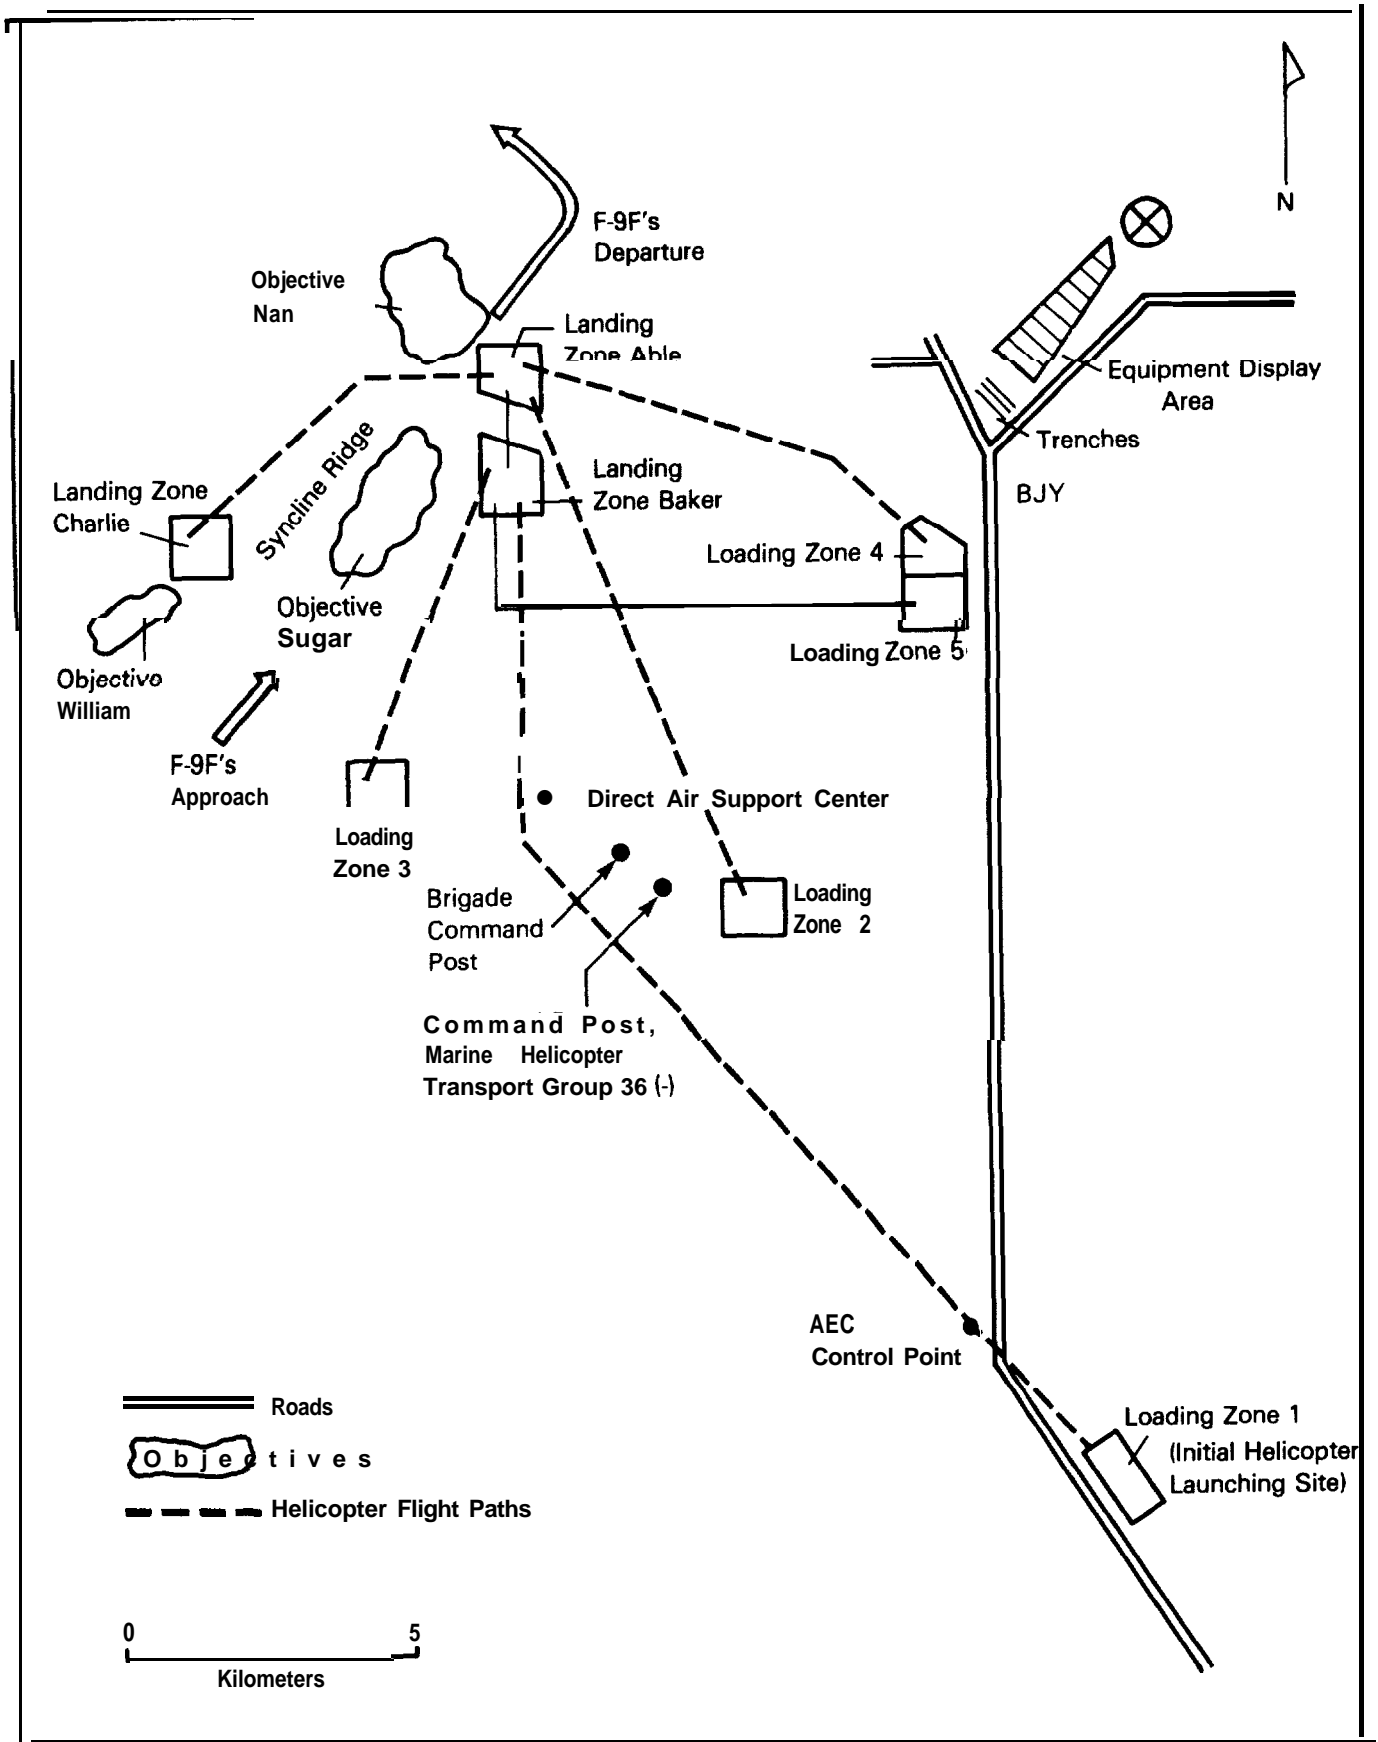 N
F-9F's
Departure
Objective
Nan
Landing
Zone Able
Equipment Display
Area
Trenches
BJY
Syncline Ridge
Landing
Zone Baker
Landing Zone
Charlie
Loading Zone 4
Objective
Sugar
Loading Zone 5
Objective
William
F-9F's
Approach
Direct Air Support Center
Loading
Zone 3
Brigade
Command
Post
Loading
Zone 2
Command Post,
Marine Helicopter
Transport Group 36 (-)
AEC
Control Point
Loading Zone 1
(Initial Helicopter
Launching Site)
Roads
Objectives
Helicopter Flight Paths
0 5
Kilometers